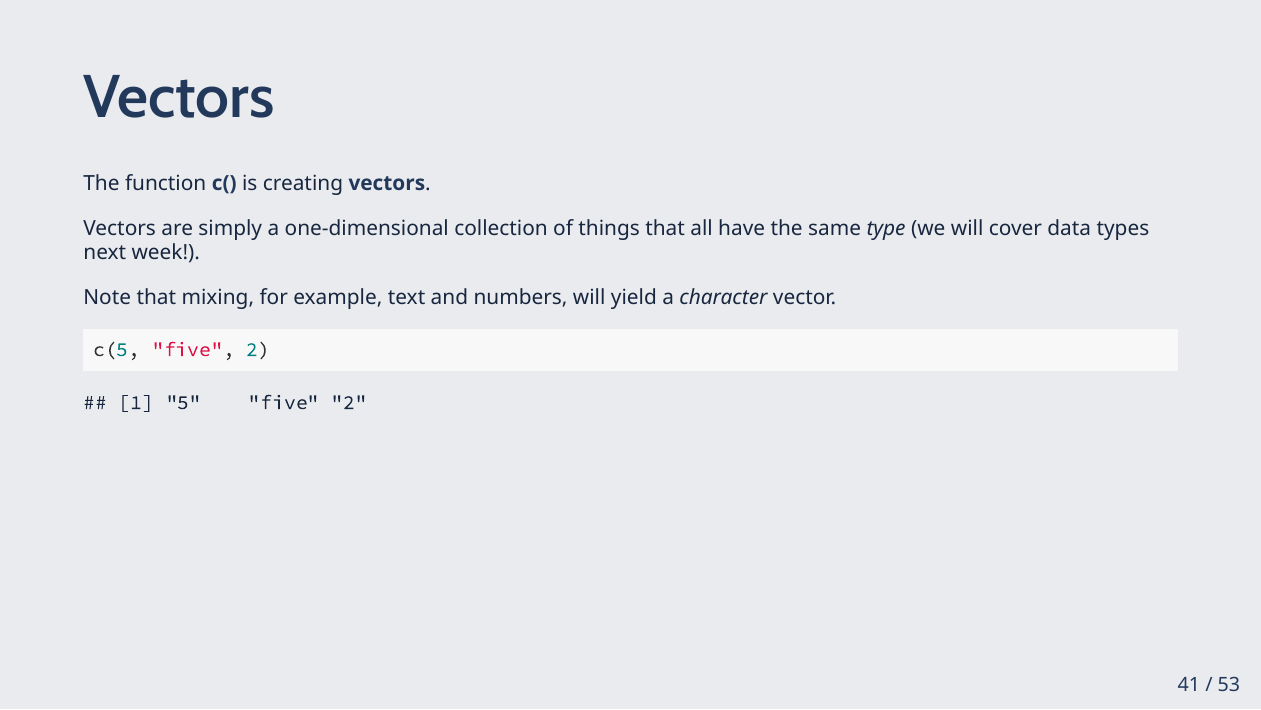 Vectors
The function c() is creating vectors.
Vectors are simply a one-dimensional collection of things that all have the same type (we will cover data types
next week!).
Note that mixing, for example, text and numbers, will yield a character vector.
c(5, "five", 2)
## [1] "5"    "five" "2"
41 / 53